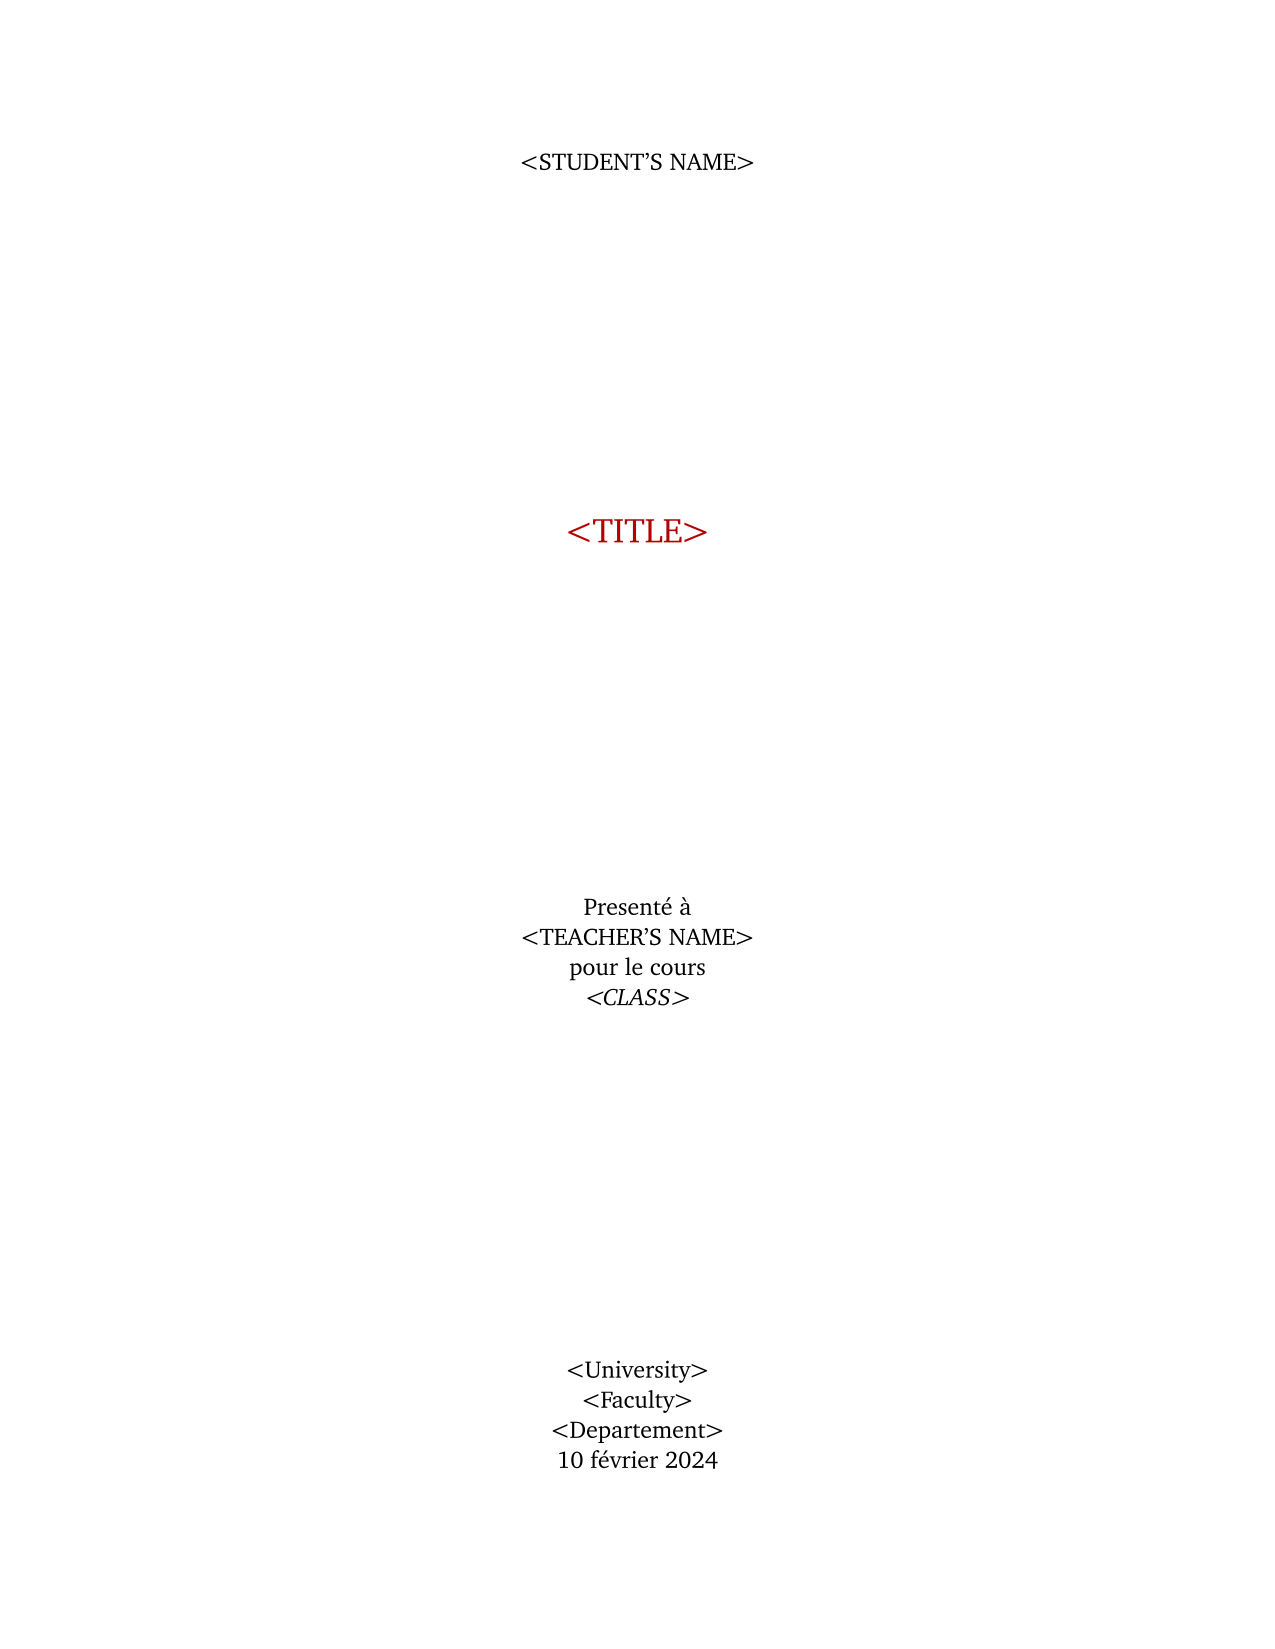 <STUDENT’S NAME>
<TITLE>
Presenté à
<TEACHER’S NAME>
pour le cours
<CLASS>
<University>
<Faculty>
<Departement>
10 février 2024